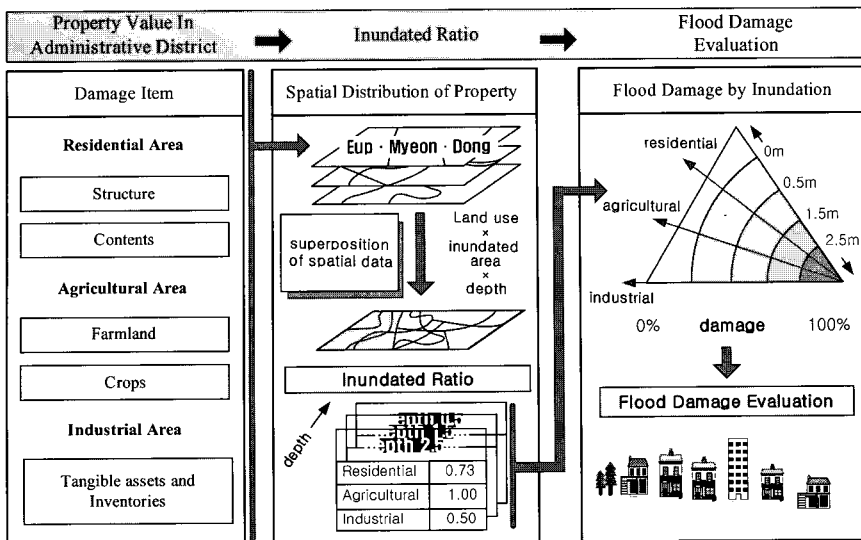 Property Value In
Administrative District
Inundated Ratio
Flood Damage
Evaluation
Damage Item
Residential Area
Structure
Contents
Agricultural Area
Farmland
Crops
Industrial Area
Tangible assets and
Inventories
Spatial Distribution of Property
Eup · Myeon · Dong
superposition
of spatial data
Land use
×
inundated
area
×
depth
Inundated Ratio
depth
Residential 0.73
Agricultural 1.00
Industrial 0.50
Flood Damage by Inundation
residential
agricultural
industrial
0m
0.5m
1.5m
2.5m
0% damage 100%
Flood Damage Evaluation